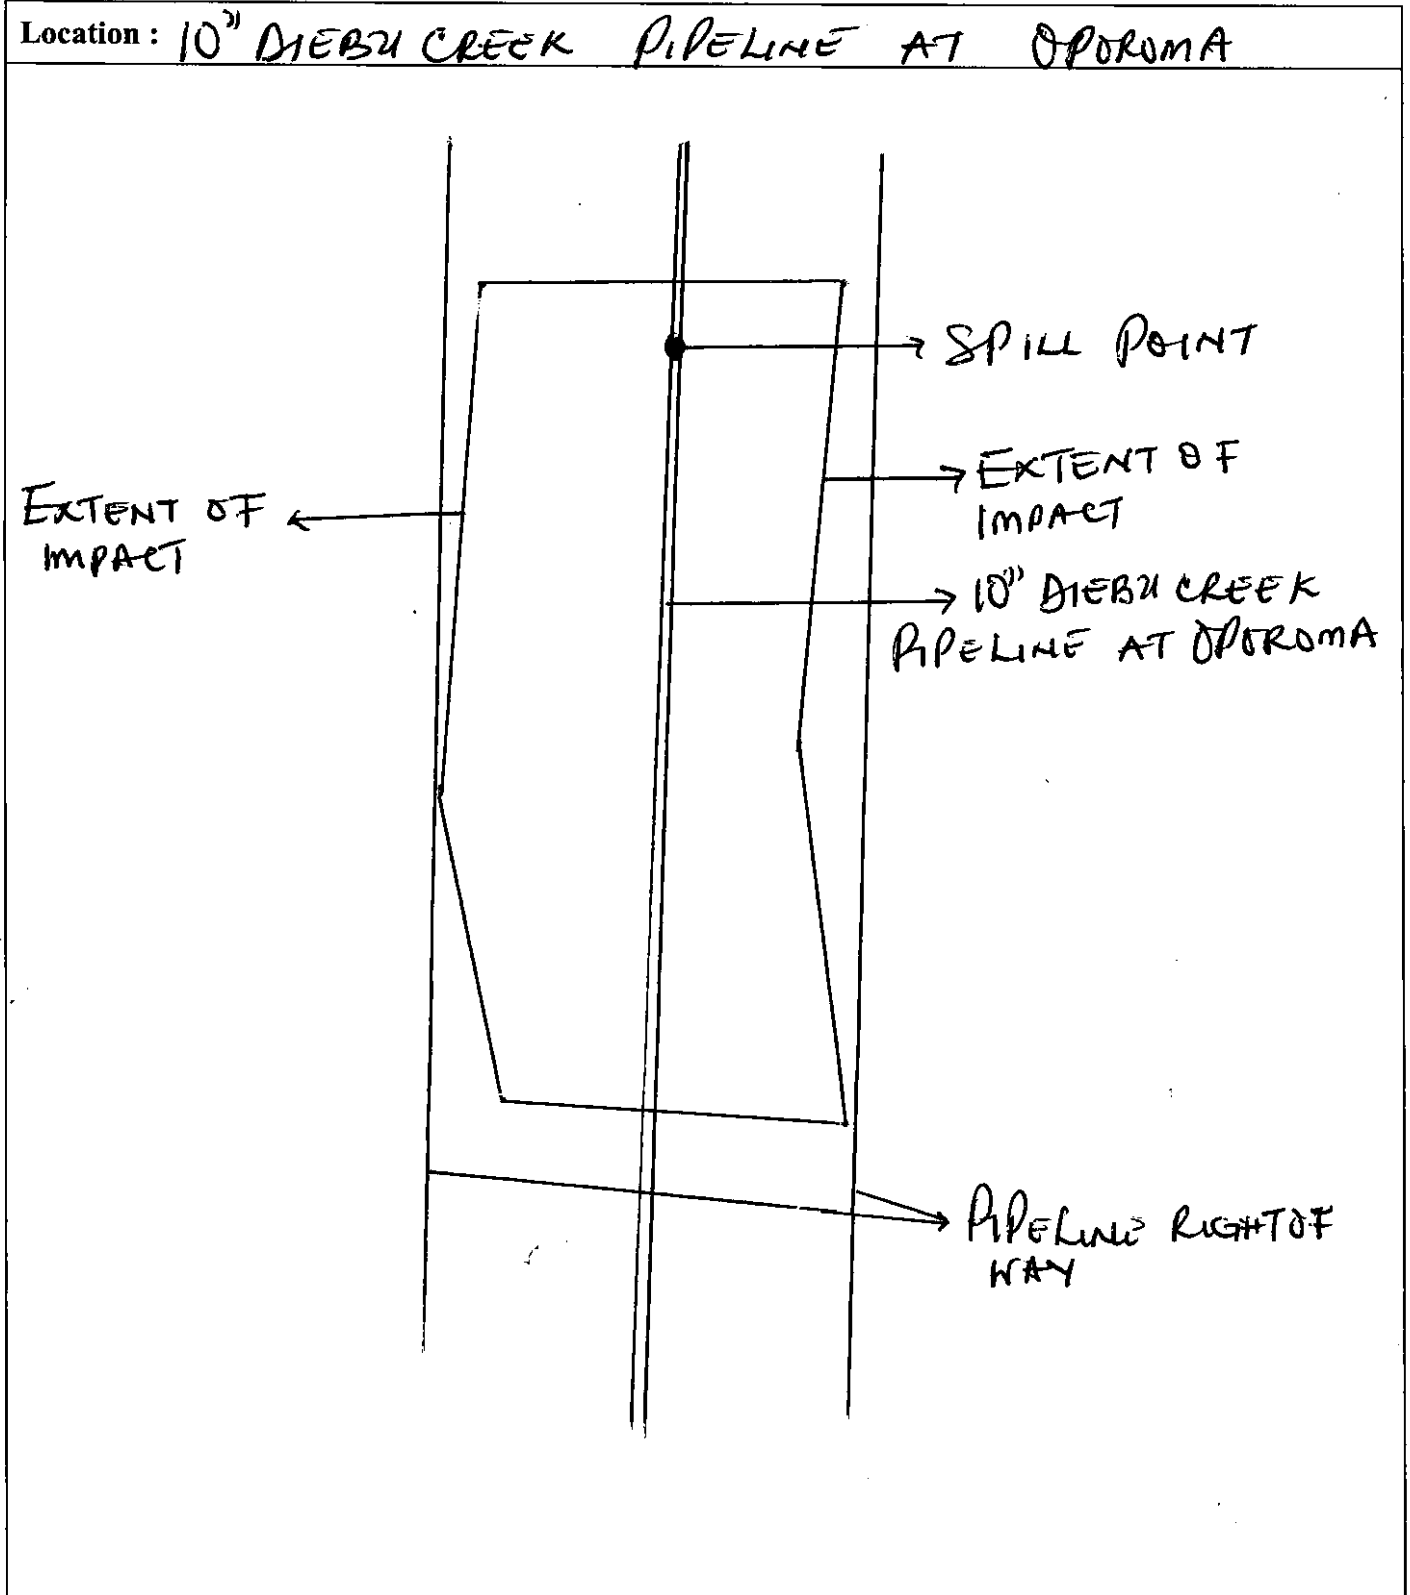 Location : 10" DIEBU CREEK PIPELINE AT OPOROMA
SPILL POINT
EXTENT OF
IMPACT
EXTENT OF
IMPACT
10" DIEBU CREEK
PIPELINE AT OPOROMA
PIPELINE RIGHT OF
WAY